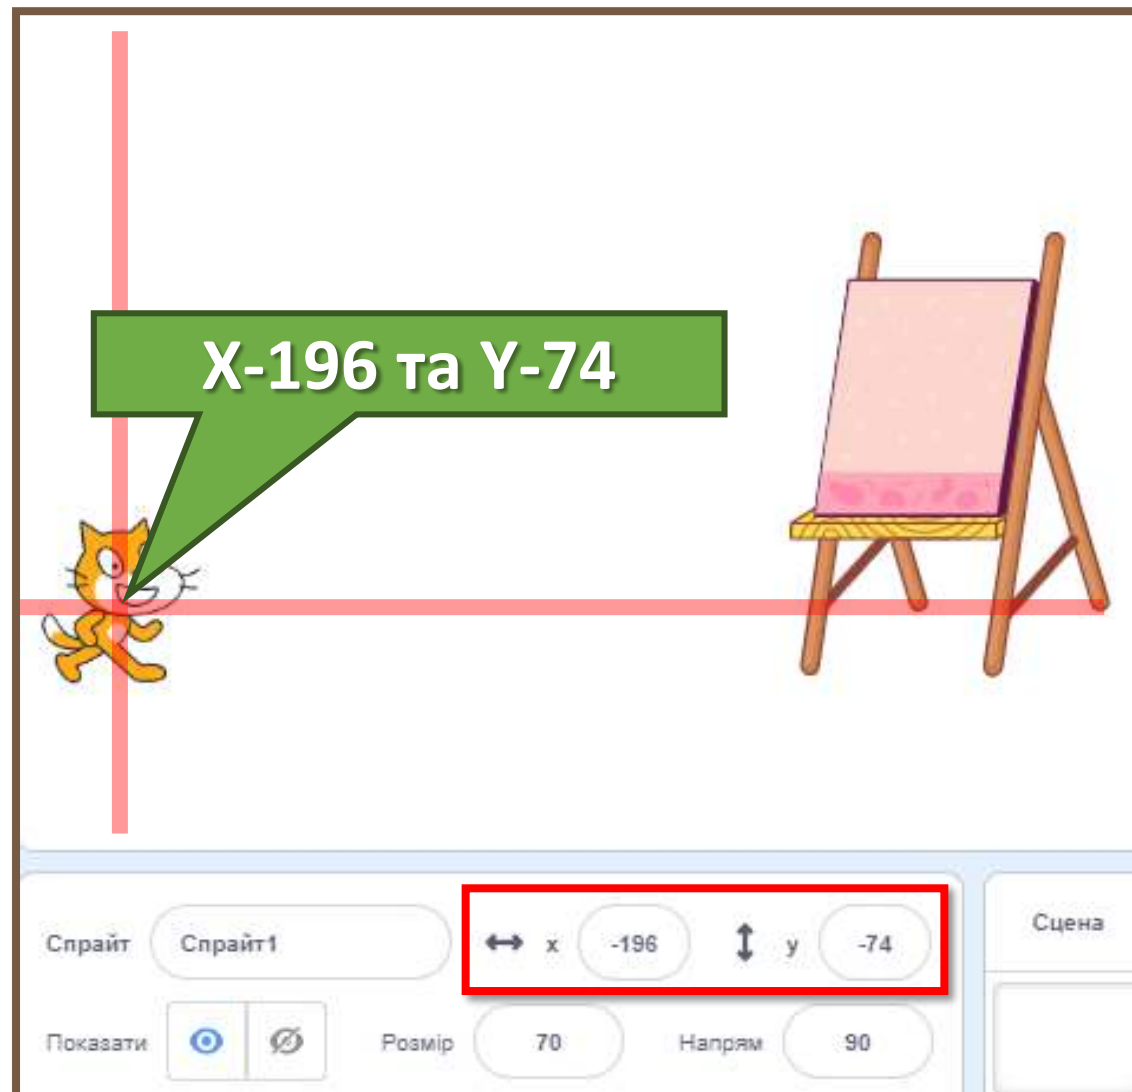 X-196 та Y-74
Спрайт Спрайт1 x -196 y -74 Сцена
Показати Розмір 70 Напрям 90